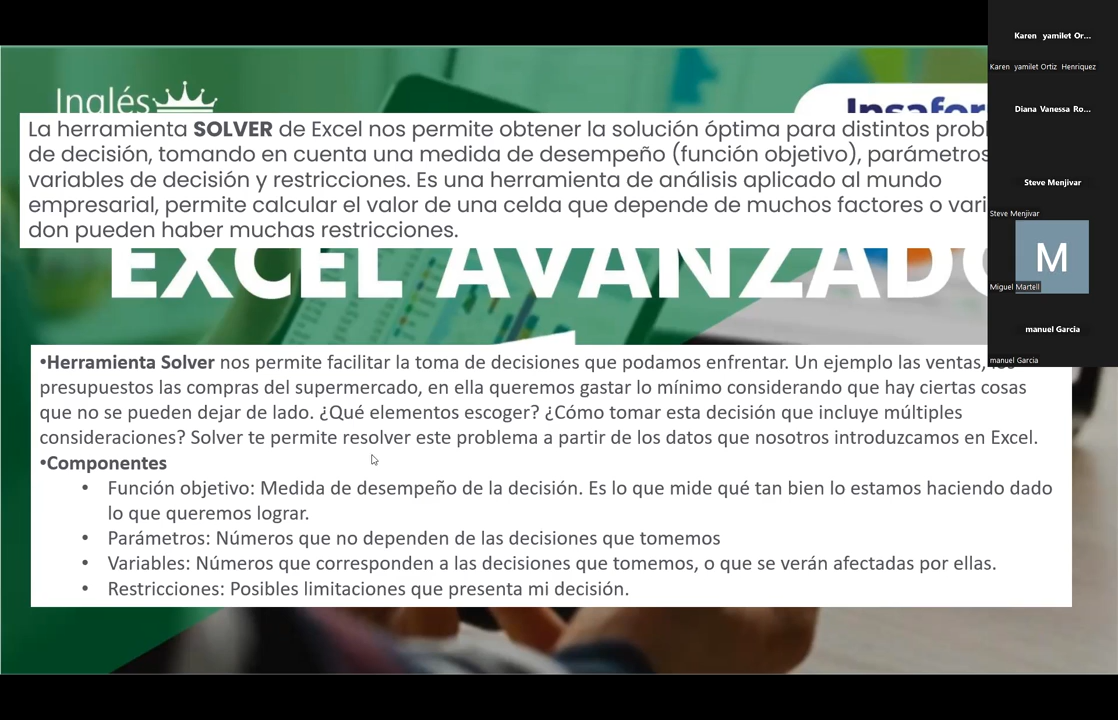 Inglés
Insafor
La herramienta SOLVER de Excel nos permite obtener la solución óptima para distintos probl
de decisión, tomando en cuenta una medida de desempeño (función objetivo), parámetros
variables de decisión y restricciones. Es una herramienta de análisis aplicado al mundo
empresarial, permite calcular el valor de una celda que depende de muchos factores o vari
don pueden haber muchas restricciones.
EXCEL AVANZADO
•Herramienta Solver nos permite facilitar la toma de decisiones que podamos enfrentar. Un ejemplo las ventas, los
presupuestos las compras del supermercado, en ella queremos gastar lo mínimo considerando que hay ciertas cosas
que no se pueden dejar de lado. ¿Qué elementos escoger? ¿Cómo tomar esta decisión que incluye múltiples
consideraciones? Solver te permite resolver este problema a partir de los datos que nosotros introduzcamos en Excel.
•Componentes
• Función objetivo: Medida de desempeño de la decisión. Es lo que mide qué tan bien lo estamos haciendo dado
lo que queremos lograr.
• Parámetros: Números que no dependen de las decisiones que tomemos
• Variables: Números que corresponden a las decisiones que tomemos, o que se verán afectadas por ellas.
• Restricciones: Posibles limitaciones que presenta mi decisión.
Karen yamilet Or...
Karen yamilet Ortiz Henriquez
Diana Vanessa Ro...
Steve Menjivar
Steve Menjivar
M
Miguel Martell
manuel Garcia
manuel Garcia